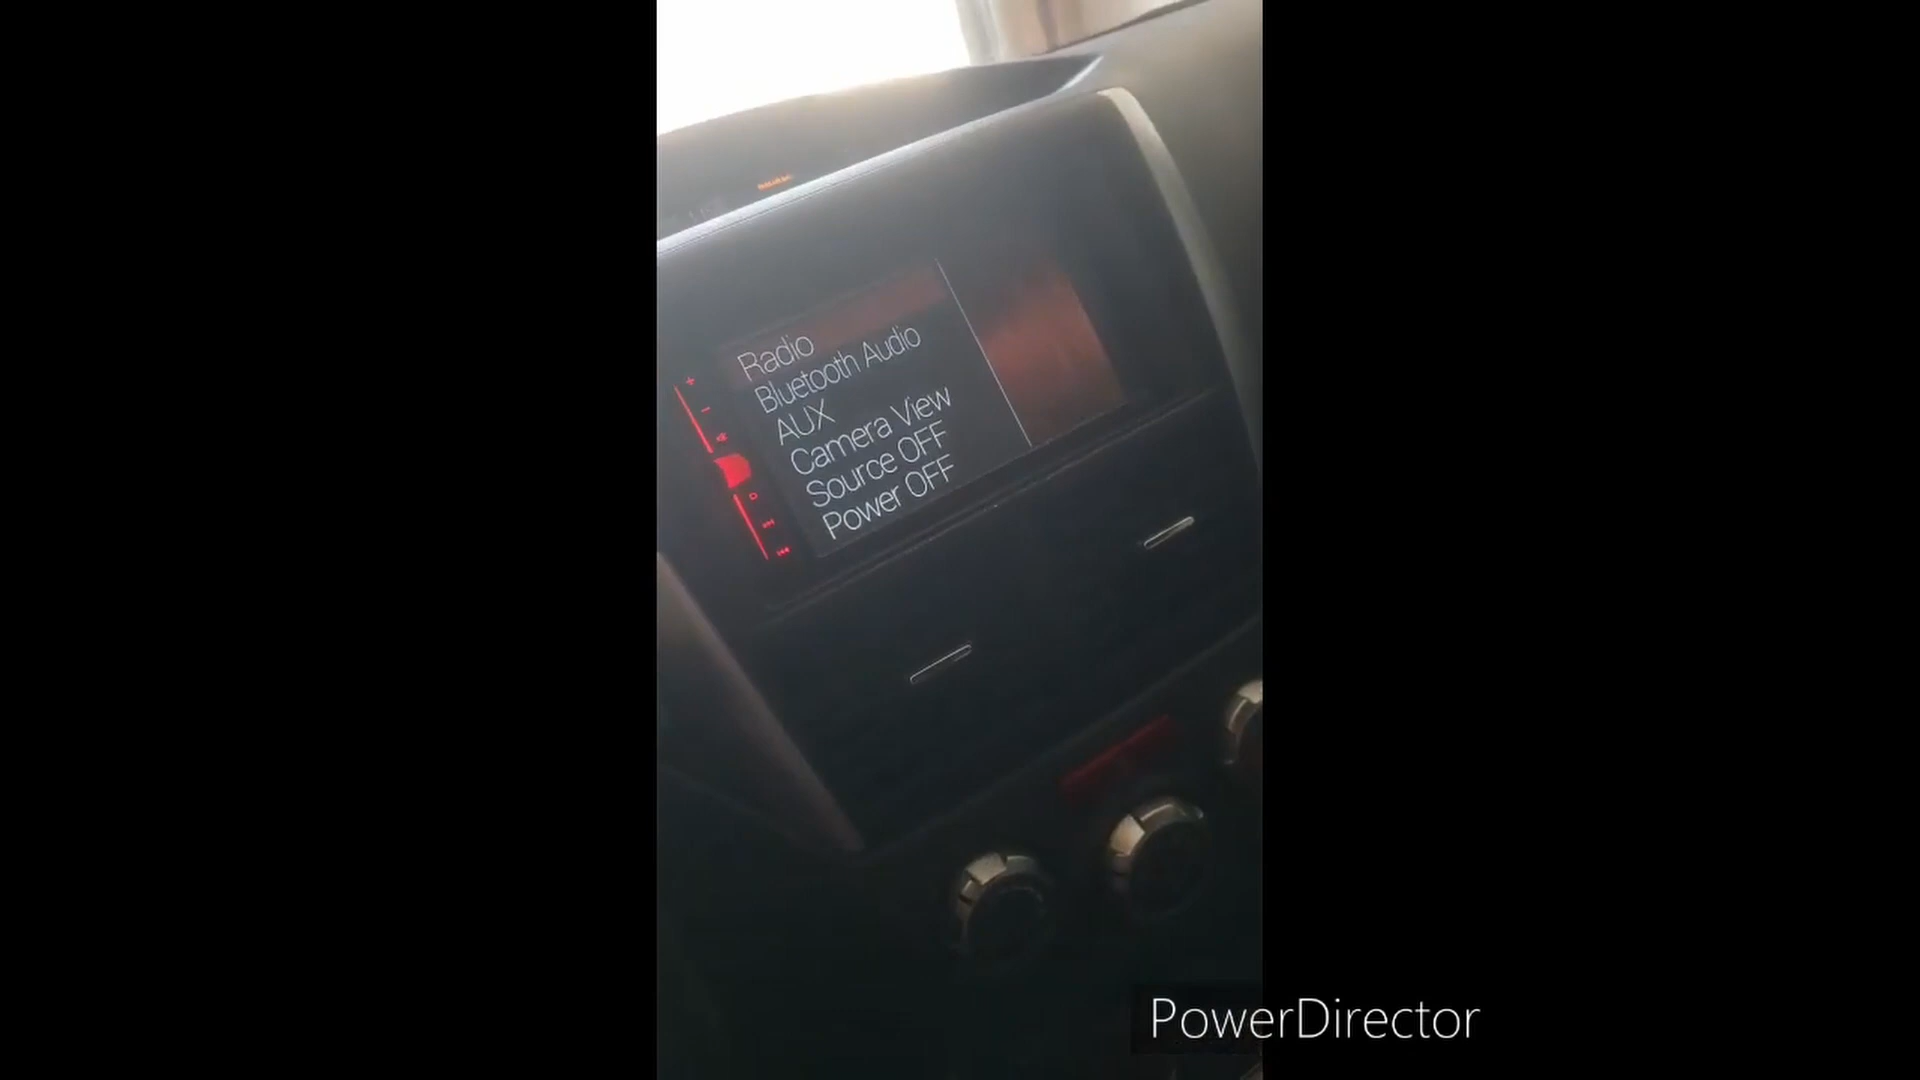 Radio
Bluetooth Audio
AUX
Camera View
Source OFF
Power OFF
PowerDirector